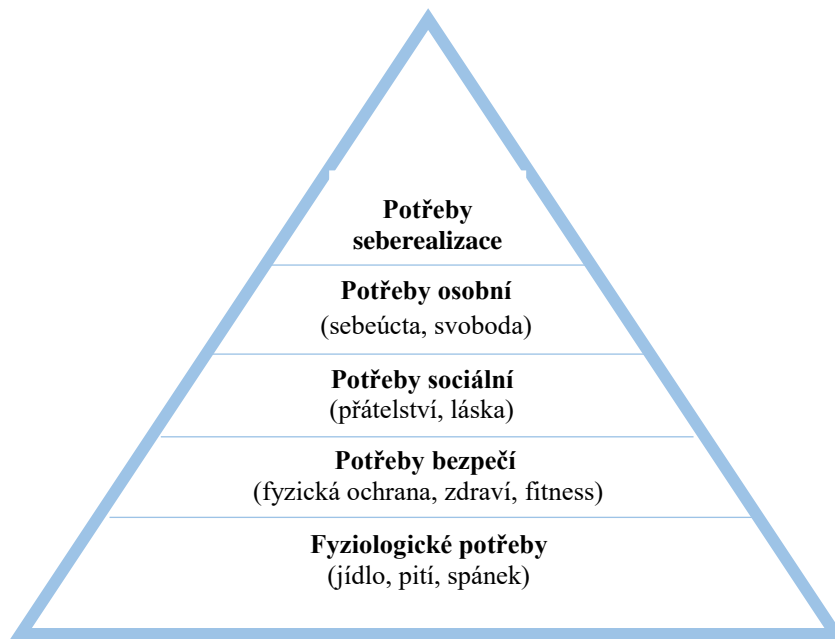 Potřeby
seberealizace
Potřeby osobní
(sebeúcta, svoboda)
Potřeby sociální
(přátelství, láska)
Potřeby bezpečí
(fyzická ochrana, zdraví, fitness)
Fyziologické potřeby
(jídlo, pití, spánek)